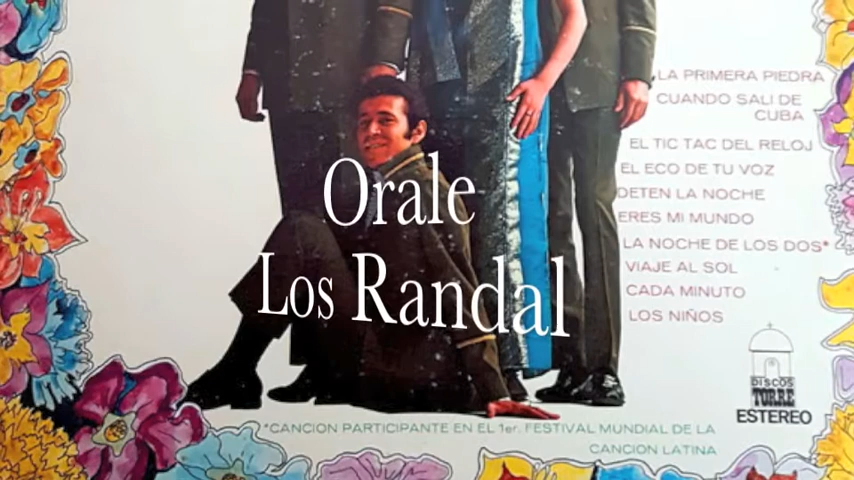 LA PRIMERA PIEDRA
CUANDO SALI DE
CUBA
EL TIC TAC DEL RELOJ
EL ECO DE TU VOZ
DETEN LA NOCHE
ERES MI MUNDO
LA NOCHE DE LOS DOS*
VIAJE AL SOL
CADA MINUTO
LOS NIÑOS
Orale
Los Randal
DISCOS
TORRE
ESTEREO
*CANCION PARTICIPANTE EN EL 1er. FESTIVAL MUNDIAL DE LA
CANCION LATINA